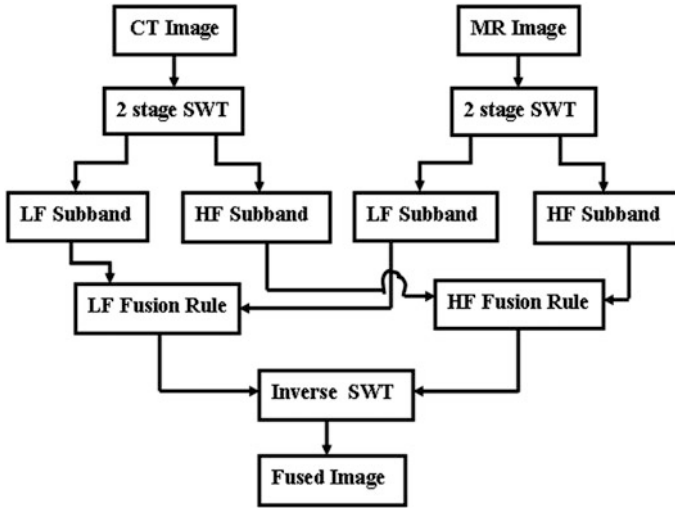 CT Image
MR Image
2 stage SWT
2 stage SWT
LF Subband
HF Subband
LF Subband
HF Subband
LF Fusion Rule
HF Fusion Rule
Inverse SWT
Fused Image